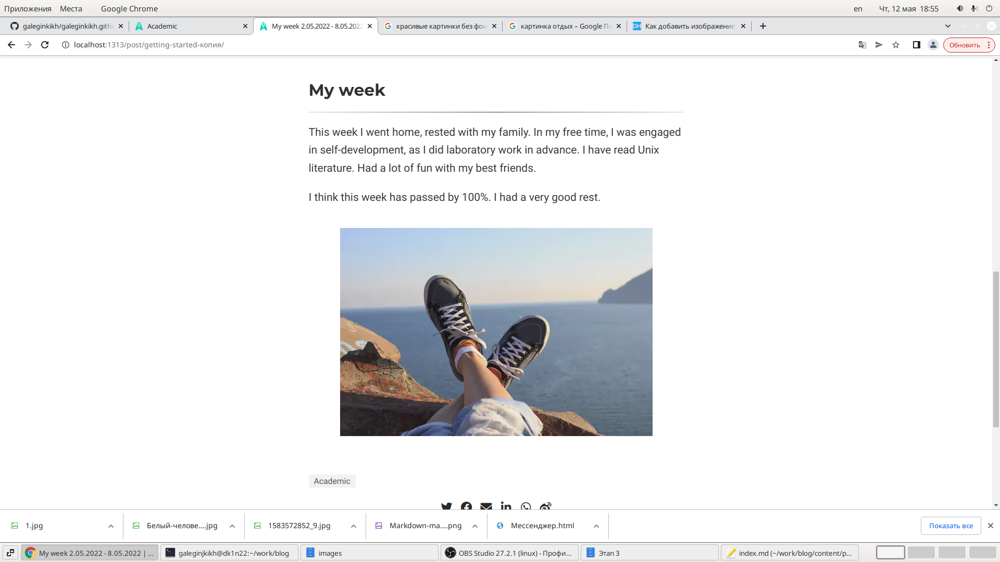 Приложения Места Google Chrome en Чт, 12 мая 18:55
galeginkikh/galeginkikh.githu Academic My week 2.05.2022 - 8.05.2022 красивые картинки без фон картинка отдых – Google По Как добавить изображение
localhost:1313/post/getting-started-копия/ Обновить
My week
This week I went home, rested with my family. In my free time, I was engaged
in self-development, as I did laboratory work in advance. I have read Unix
literature. Had a lot of fun with my best friends.
I think this week has passed by 100%. I had a very good rest.
Academic
1.jpg Белый-челове....jpg 1583572852_9.jpg Markdown-ma....png Мессенджер.html Показать все
My week 2.05.2022 - 8.05.2022 | ... galeginjkikh@dk1n22:~/work/blog images OBS Studio 27.2.1 (linux) - Профи... Этап 3 index.md (~/work/blog/content/p...